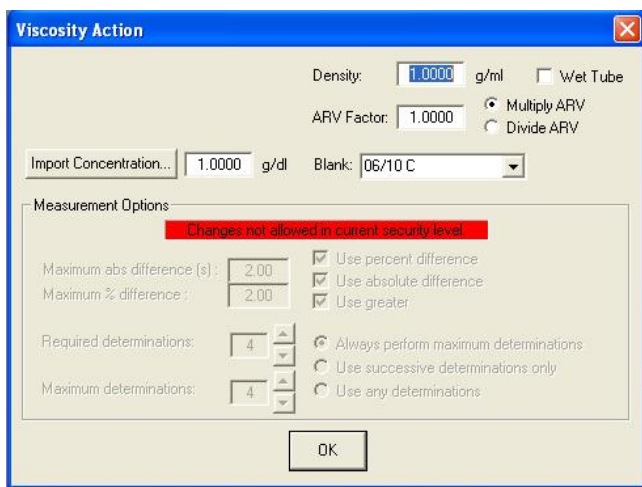 Viscosity Action
Density: 1.0000 g/ml Wet Tube
ARV Factor: 1.0000 Multiply ARV
Divide ARV
Import Concentration... 1.0000 g/dl Blank: 06/10 C
Measurement Options
Changes not allowed in current security level.
Maximum abs difference (s) : 2.00 Use percent difference
Maximum % difference : 2.00 Use absolute difference
Use greater
Required determinations: 4 Always perform maximum determinations
Use successive determinations only
Maximum determinations: 4 Use any determinations
OK